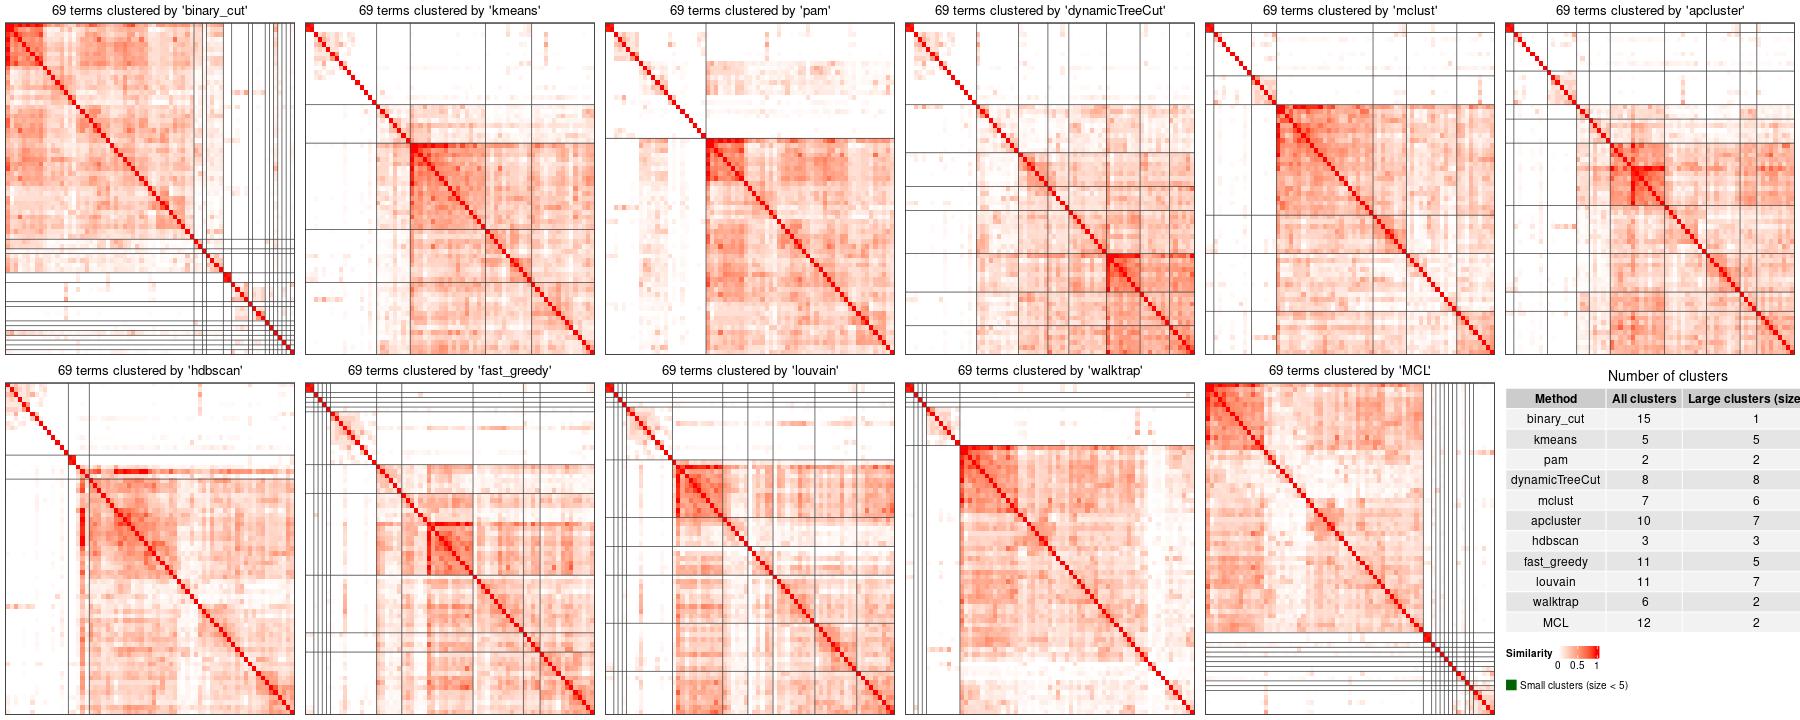 69 terms clustered by 'binary_cut'
69 terms clustered by 'kmeans'
69 terms clustered by 'pam'
69 terms clustered by 'dynamicTreeCut'
69 terms clustered by 'mclust'
69 terms clustered by 'apcluster'
69 terms clustered by 'hdbscan'
69 terms clustered by 'fast_greedy'
69 terms clustered by 'louvain'
69 terms clustered by 'walktrap'
69 terms clustered by 'MCL'
Number of clusters
Method All clusters Large clusters (size
binary_cut 15 1
kmeans 5 5
pam 2 2
dynamicTreeCut 8 8
mclust 7 6
apcluster 10 7
hdbscan 3 3
fast_greedy 11 5
louvain 11 7
walktrap 6 2
MCL 12 2
Similarity
0 0.5 1
Small clusters (size < 5)